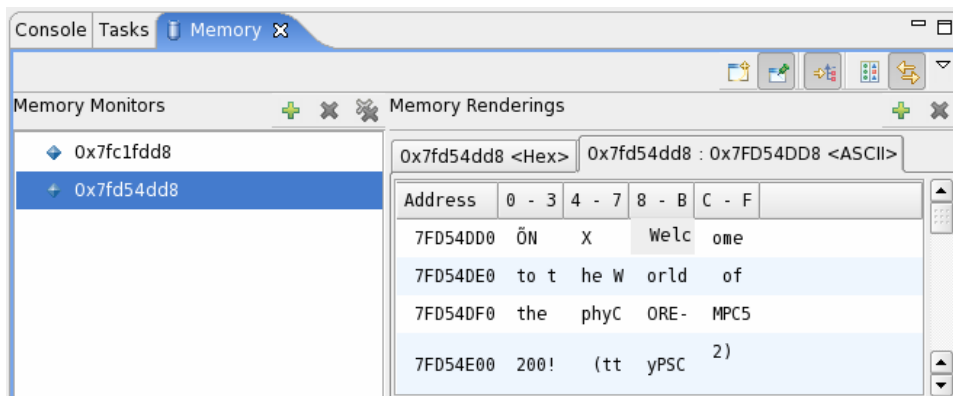 Console Tasks Memory
Memory Monitors
Memory Renderings
0x7fc1fdd8
0x7fd54dd8
0x7fd54dd8 <Hex> 0x7fd54dd8 : 0x7FD54DD8 <ASCII>
Address 0 - 3 4 - 7 8 - B C - F
7FD54DD0 ÕN X Welc ome
7FD54DE0 to t he W orld of
7FD54DF0 the phyC ORE- MPC5
7FD54E00 200! (tt yPSC 2)